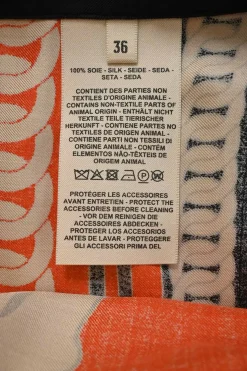 36
100% SOIE - SILK - SEIDE - SEDA -
SETA - SEDA
CONTIENT DES PARTIES NON
TEXTILES D'ORIGINE ANIMALE -
CONTAINS NON-TEXTILE PARTS OF
ANIMAL ORIGIN - ENTHÄLT NICHT
TEXTILE TEILE TIERISCHER
HERKUNFT - CONTIENE PARTES NO
TEXTILES DE ORIGEN ANIMAL -
CONTIENE PARTI NON TESSILI DI
ORIGINE ANIMALE - CONTÉM
ELEMENTOS NÃO-TÊXTEIS DE
ORIGEM ANIMAL
PROTÉGER LES ACCESSOIRES
AVANT ENTRETIEN - PROTECT THE
ACCESSORIES BEFORE CLEANING
- VOR DEM REINIGEN DIE
ACCESSOIRES ABDECKEN -
PROTEGER LOS ACCESORIOS
ANTES DE LAVAR - PROTEGGERE
GLI ACCESSORI PRIMA DEL